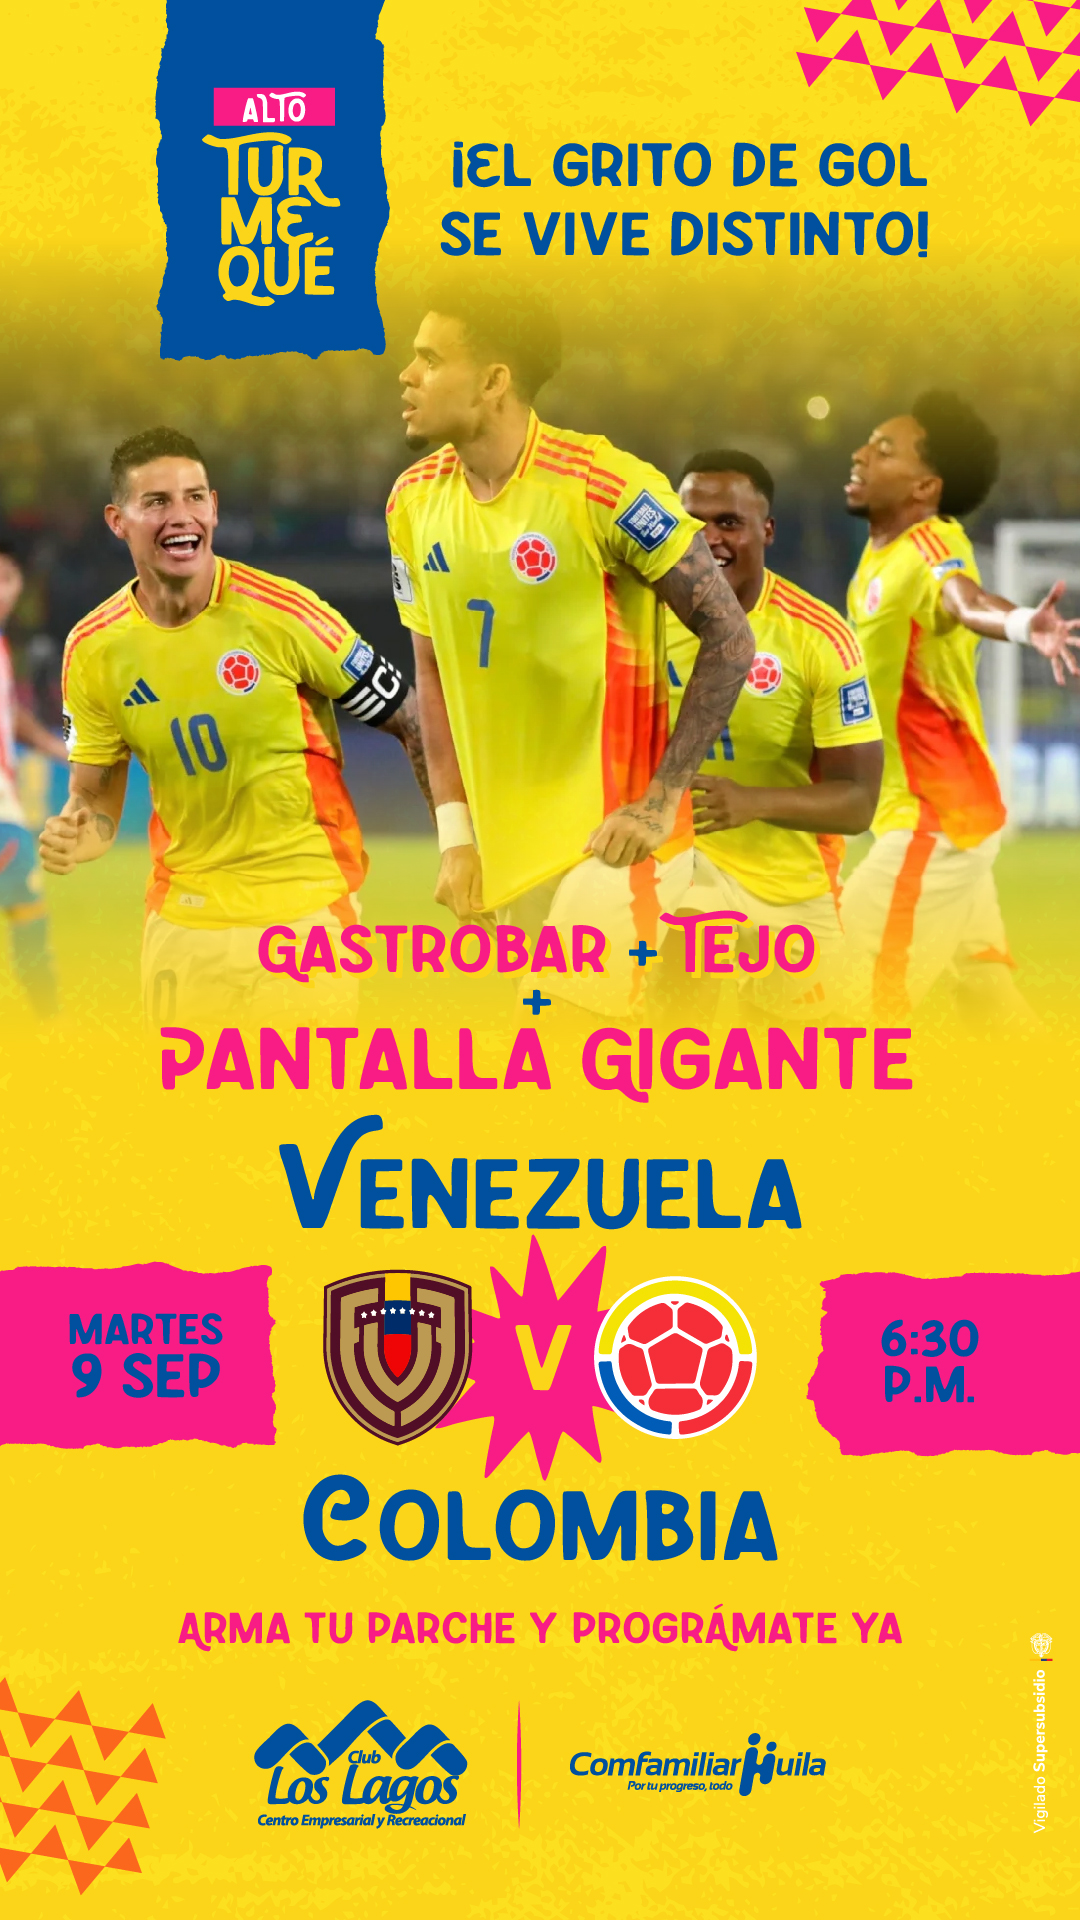 ALTO
TUR
ME
QUÉ
¡EL GRITO DE GOL
SE VIVE DISTINTO!
7
10
GASTROBAR + TEJO
+
PANTALLA GIGANTE
VENEZUELA
MARTES
9 SEP
V
6:30
P.M.
COLOMBIA
ARMA TU PARCHE Y PROGRÁMATE YA
Club
Los Lagos
Centro Empresarial y Recreacional
Comfamiliar Huila
Por tu progreso, todo
Vigilado Supersubsidio